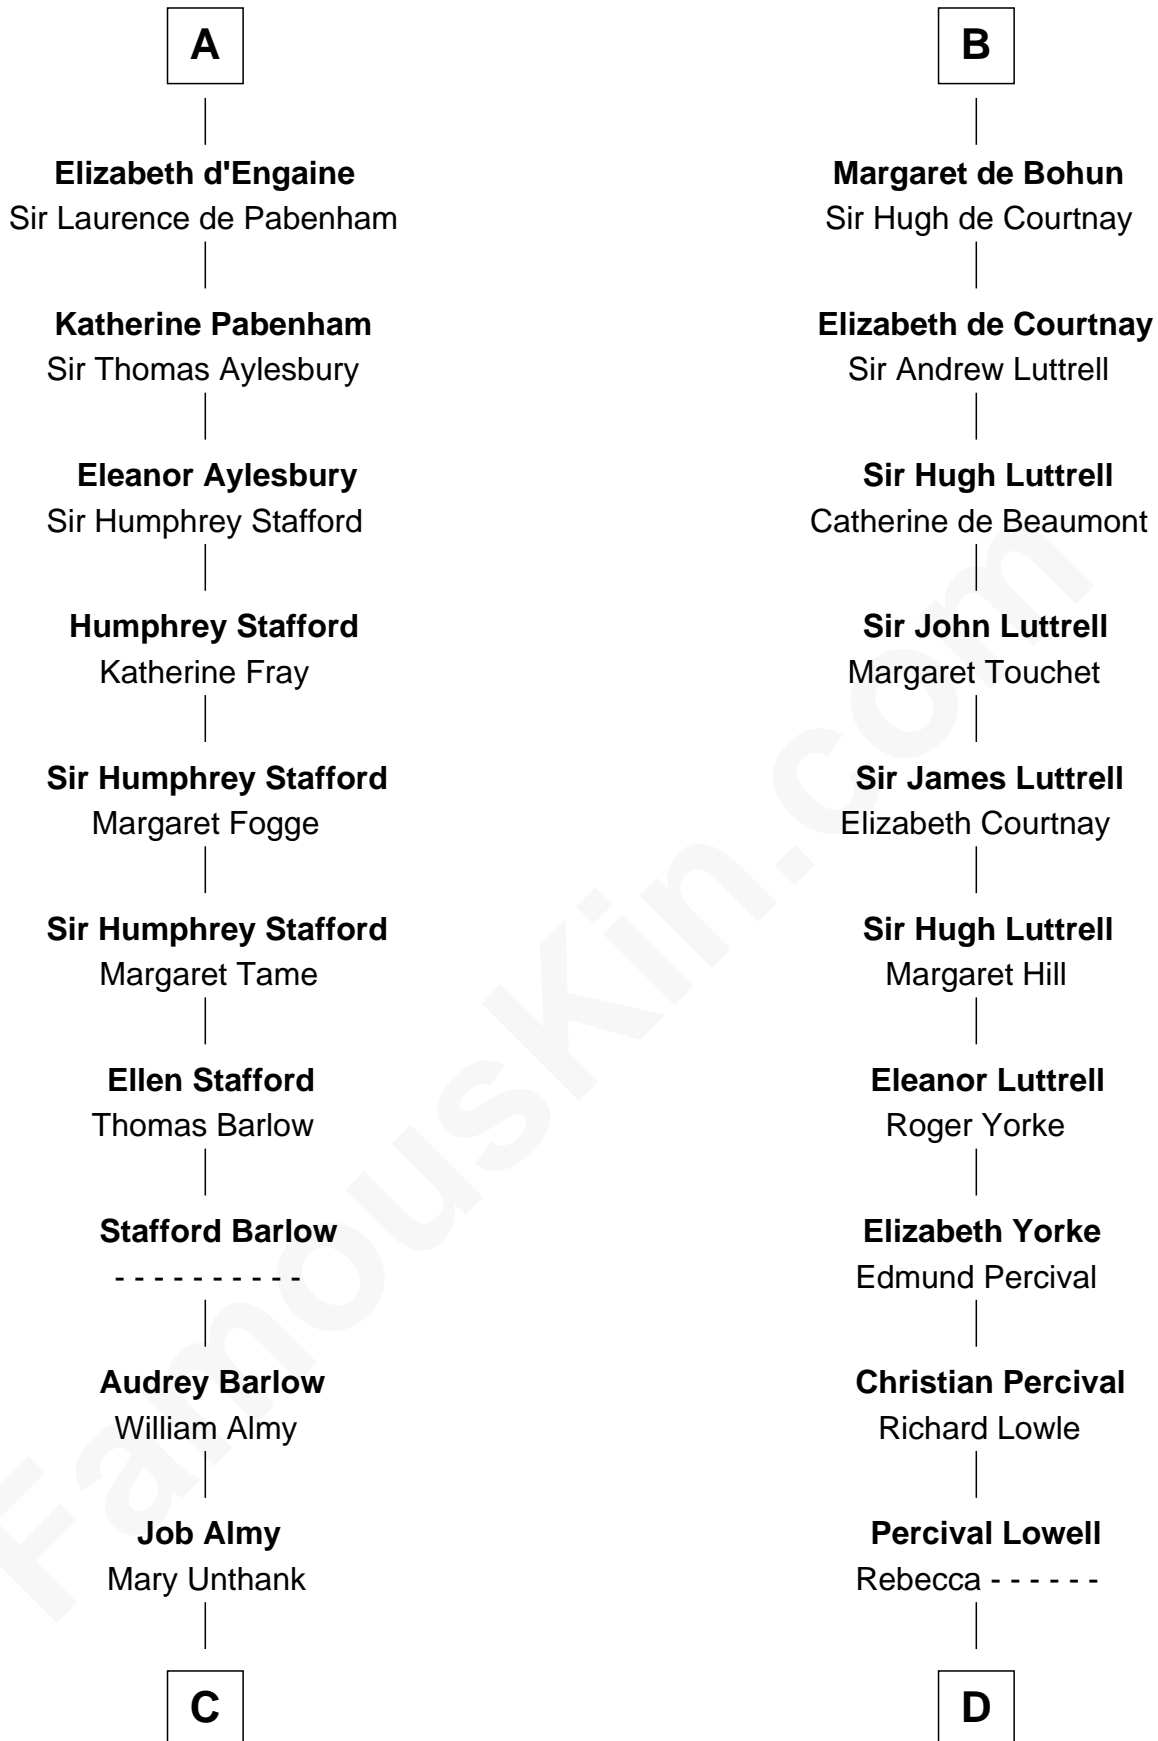 A
Elizabeth d'Engaine
Sir Laurence de Pabenham
Katherine Pabenham
Sir Thomas Aylesbury
Eleanor Aylesbury
Sir Humphrey Stafford
Humphrey Stafford
Katherine Fray
Sir Humphrey Stafford
Margaret Fogge
Sir Humphrey Stafford
Margaret Tame
Ellen Stafford
Thomas Barlow
Stafford Barlow
- - - - - - - - - -
Audrey Barlow
William Almy
Job Almy
Mary Unthank
C
B
Margaret de Bohun
Sir Hugh de Courtnay
Elizabeth de Courtnay
Sir Andrew Luttrell
Sir Hugh Luttrell
Catherine de Beaumont
Sir John Luttrell
Margaret Touchet
Sir James Luttrell
Elizabeth Courtnay
Sir Hugh Luttrell
Margaret Hill
Eleanor Luttrell
Roger Yorke
Elizabeth Yorke
Edmund Percival
Christian Percival
Richard Lowle
Percival Lowell
Rebecca - - - - - -
D
FamousKin.com